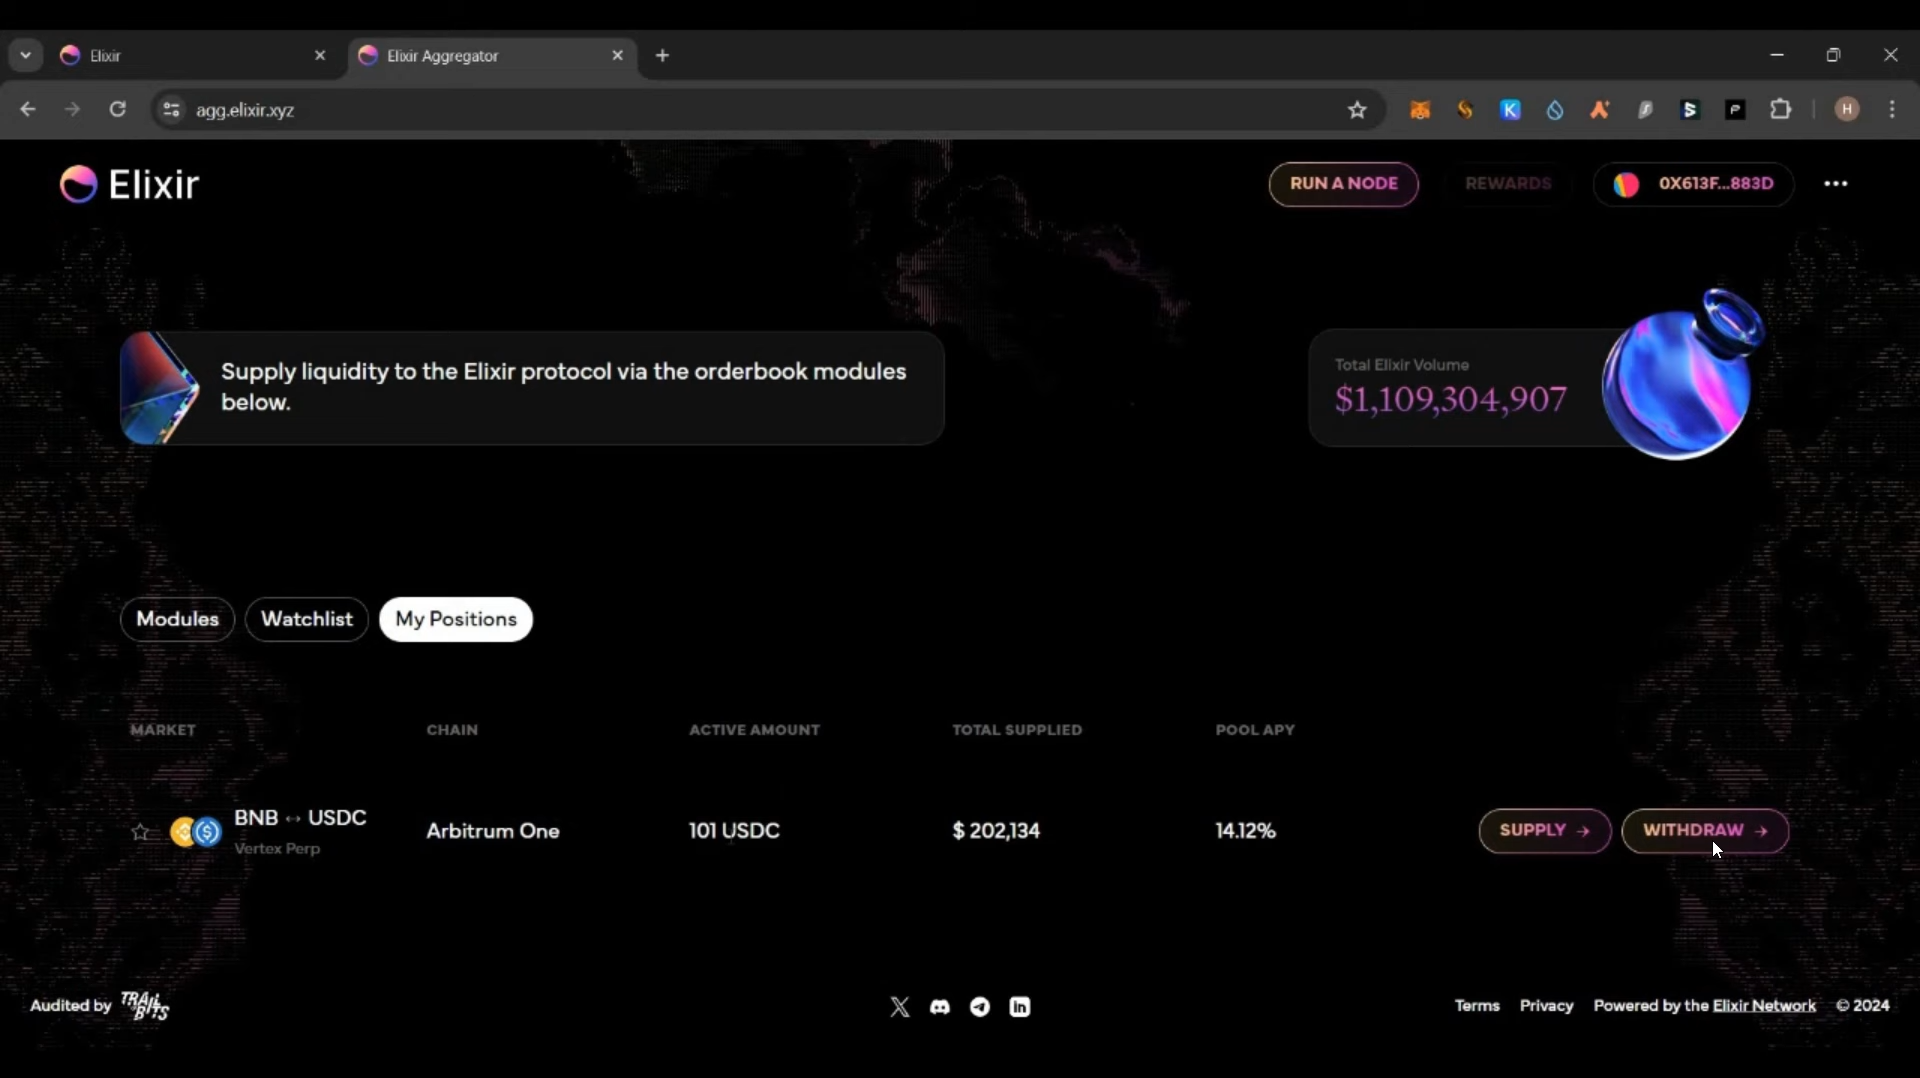 Elixir
Elixir Aggregator
agg.elixir.xyz
H
Elixir
RUN A NODE
REWARDS
0X613F...883D
Supply liquidity to the Elixir protocol via the orderbook modules
below.
Total Elixir Volume
$1,109,304,907
Modules
Watchlist
My Positions
MARKET
CHAIN
ACTIVE AMOUNT
TOTAL SUPPLIED
POOL APY
BNB ↔ USDC
Vertex Perp
Arbitrum One
101 USDC
$ 202,134
14.12%
SUPPLY →
WITHDRAW →
Audited by
TRAIL OF BITS
Terms
Privacy
Powered by the Elixir Network
© 2024